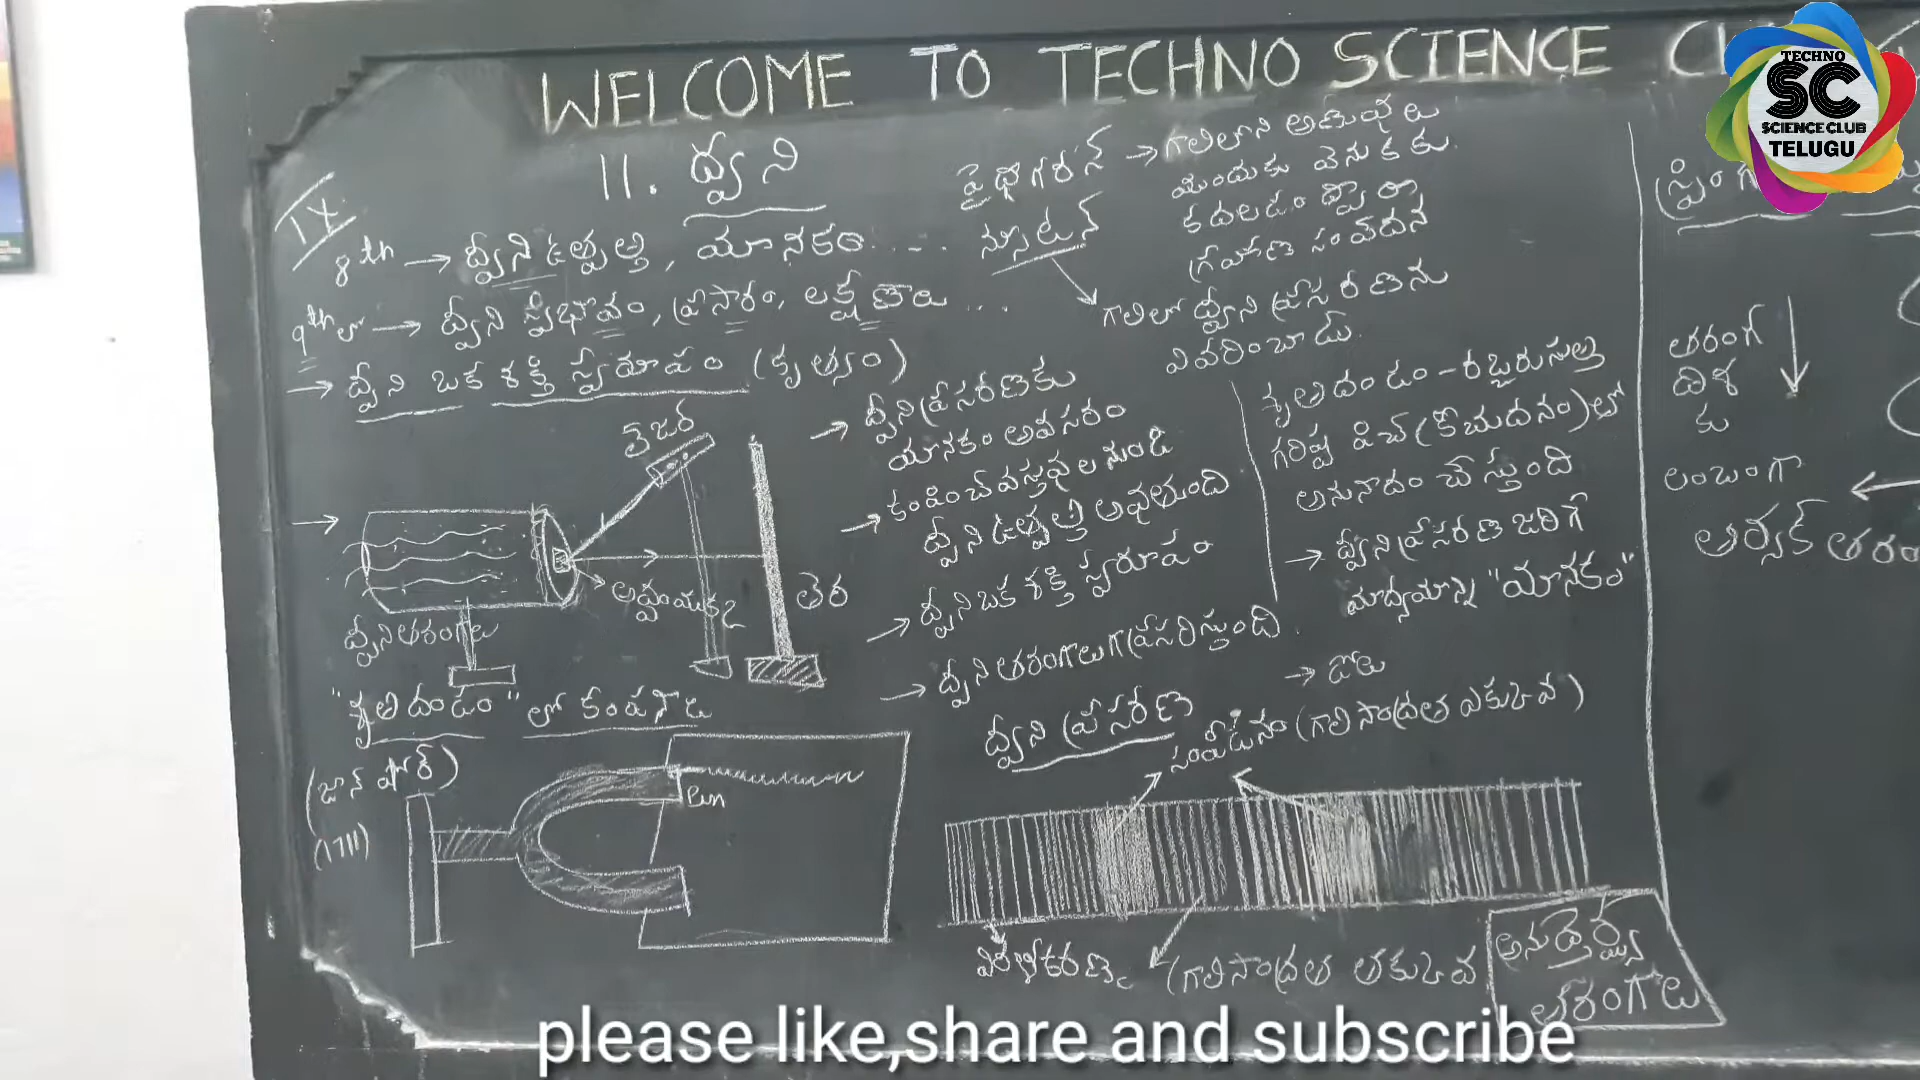 WELCOME TO TECHNO SCIENCE
TECHNO
SC
SCIENCE CLUB
TELUGU
11. ధ్వని
IX
8th → ధ్వని ఉత్పత్తి, యానకం....
9th లో → ధ్వని స్వభావం, ప్రసారం, లక్షణాలు ...
→ ధ్వని ఒక శక్తి స్వరూపం (కృత్యం)
పైథాగరస్ → గాలిలోని అణువులు
ముందుకు వెనుకకు
కదలడం ద్వారా
గ్రహణ సంవేదన
న్యూటన్
గాలిలో ధ్వని ప్రసరణను
వివరించాడు.
లేజర్
తెర
ధ్వని తరంగాలు
"శృతి దండం" లో కంపనాలు
(జాన్ షోర్)
(1711)
Pin
→ ధ్వని ప్రసరణకు
యానకం అవసరం
→ కంపించే వస్తువుల నుండి
ధ్వని ఉత్పత్తి అవుతుంది
→ ధ్వని ఒక శక్తి స్వరూపం
→ ధ్వని తరంగాలుగా ప్రసరిస్తుంది.
శృతి దండం - రబ్బరు సుత్తి
గరిష్ట పిచ్ (కీచుదనం) లో
అనునాదం చేస్తుంది
→ ధ్వని ప్రసరణ జరిగే
మాధ్యమాన్ని "యానకం"
→ డోలు
ధ్వని ప్రసరణ
సంపీడనం (గాలి సాంద్రత ఎక్కువ)
విరళీకరణం (గాలి సాంద్రత తక్కువ
అనుదైర్ఘ్య
తరంగాలు
తరంగ
దిశ
కు
లంబంగా
please like,share and subscribe